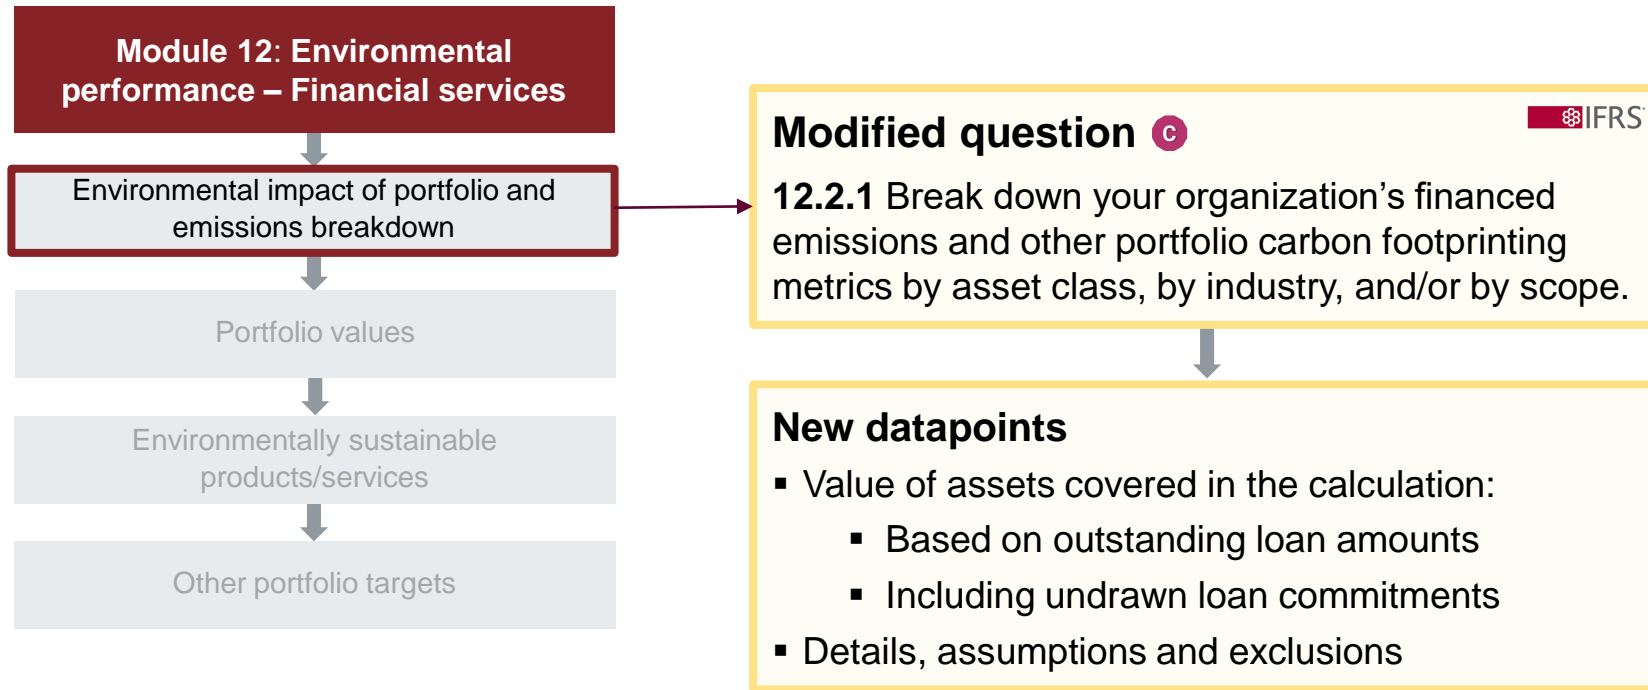 Module 12: Environmental
performance – Financial services
Environmental impact of portfolio and
emissions breakdown
Portfolio values
Environmentally sustainable
products/services
Other portfolio targets
Modified question C
IFRS
12.2.1 Break down your organization's financed
emissions and other portfolio carbon footprinting
metrics by asset class, by industry, and/or by scope.
New datapoints
▪ Value of assets covered in the calculation:
▪ Based on outstanding loan amounts
▪ Including undrawn loan commitments
▪ Details, assumptions and exclusions